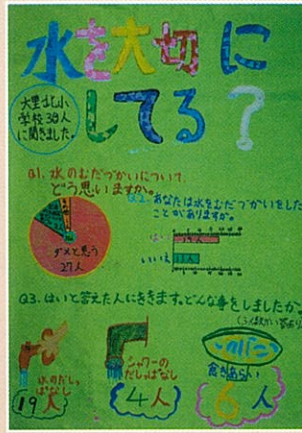 水を大切に
してる?
大里北小
学校38人
に聞きました。
Q1. 水のむだづかいについて、
どう思いますか。
ダメと思う
27人
Q2. あなたは水をむだづかいをした
ことがありますか。
はい
19人
いいえ
Q3. はいと答えた人にききます。どんな事をしましたか。
水のだしっ
ぱなし
19人
シャワーの
だしっぱなし
4人
食きあらい
6人